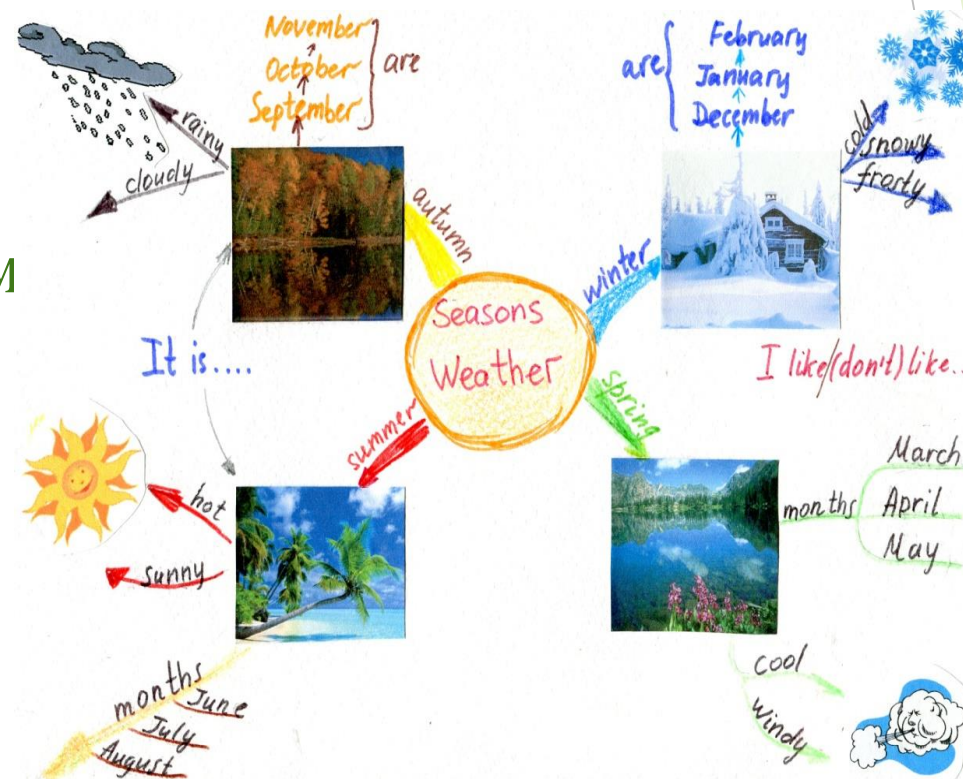 November
October
September
are
rainy
cloudy
autumn
February
January
December
are
cold
snowy
frosty
winter
Seasons
Weather
It is....
I like/(don't) like..
summer
hot
sunny
months
June
July
August
spring
months
March
April
May
cool
windy
M